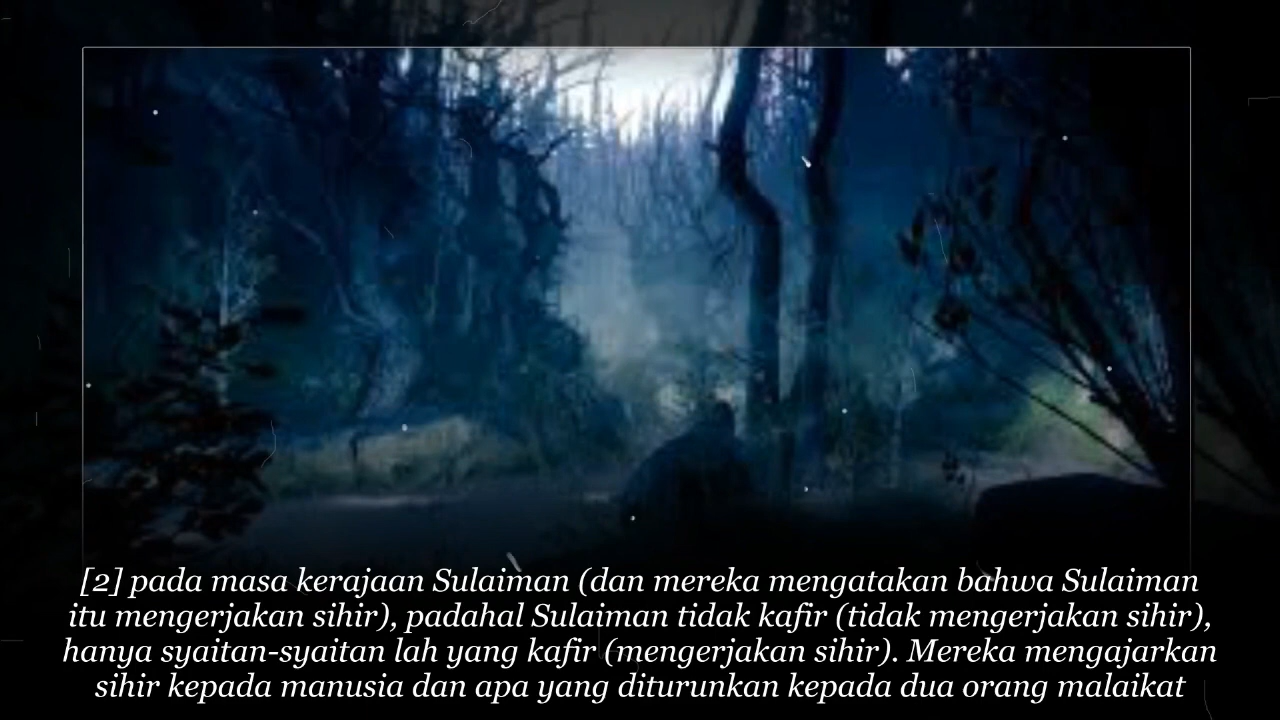 [2] pada masa kerajaan Sulaiman (dan mereka mengatakan bahwa Sulaiman
itu mengerjakan sihir), padahal Sulaiman tidak kafir (tidak mengerjakan sihir),
hanya syaitan-syaitan lah yang kafir (mengerjakan sihir). Mereka mengajarkan
sihir kepada manusia dan apa yang diturunkan kepada dua orang malaikat